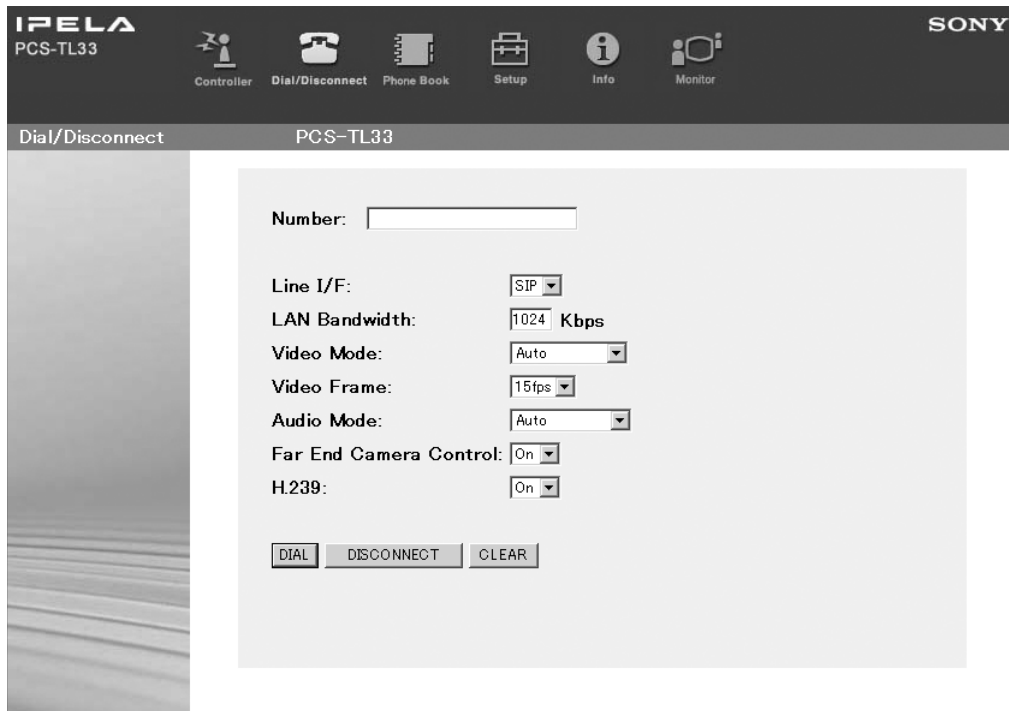 IPELA
SONY
PCS-TL33
Controller
Dial/Disconnect
Phone Book
Setup
Info
Monitor
Dial/Disconnect
PCS-TL33
Number:
Line I/F: SIP
LAN Bandwidth: 1024 Kbps
Video Mode: Auto
Video Frame: 15fps
Audio Mode: Auto
Far End Camera Control: On
H.239: On
DIAL
DISCONNECT
CLEAR